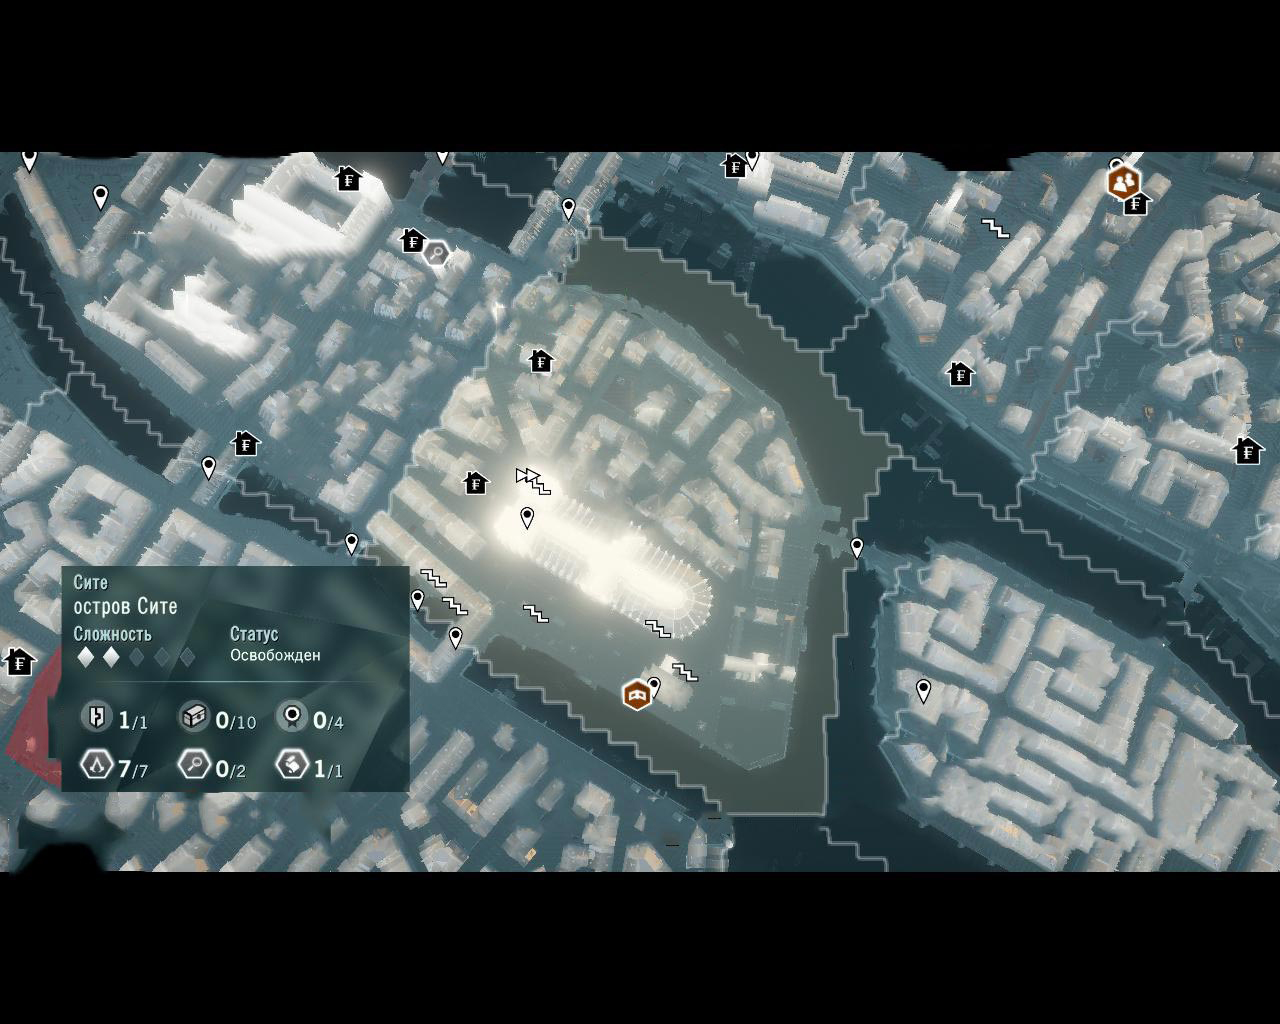 Сите
остров Сите
Сложность Статус
Освобожден
1/1 0/10 0/4
7/7 0/2 1/1